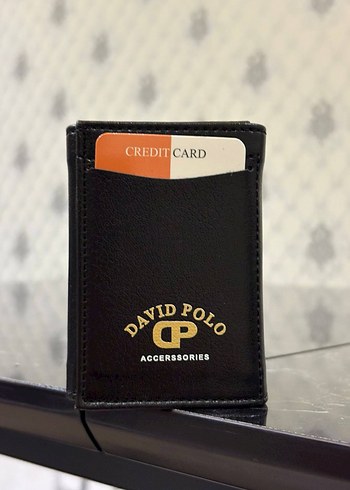 CREDIT CARD
DAVID POLO
DP
ACCERSSORIES